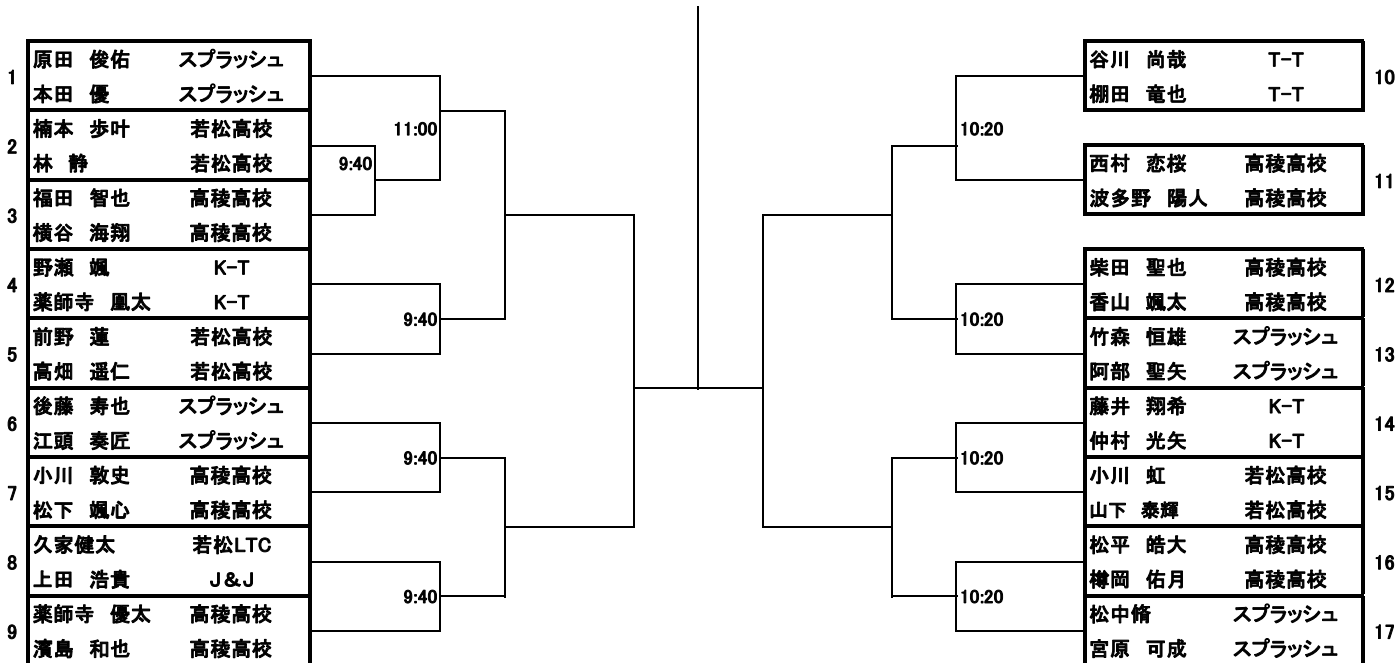 1
原田 俊佑 スプラッシュ
本田 優 スプラッシュ
2
楠本 歩叶 若松高校
林 静 若松高校
3
福田 智也 高稜高校
横谷 海翔 高稜高校
4
野瀬 颯 K-T
薬師寺 凰太 K-T
5
前野 蓮 若松高校
高畑 遥仁 若松高校
6
後藤 寿也 スプラッシュ
江頭 奏匠 スプラッシュ
7
小川 敦史 高稜高校
松下 颯心 高稜高校
8
久家健太 若松LTC
上田 浩貴 J&J
9
薬師寺 優太 高稜高校
濱島 和也 高稜高校
11:00
9:40
9:40
9:40
9:40
10:20
10:20
10:20
10:20
谷川 尚哉 T-T
棚田 竜也 T-T
10
西村 恋桜 高稜高校
波多野 陽人 高稜高校
11
柴田 聖也 高稜高校
香山 颯太 高稜高校
12
竹森 恒雄 スプラッシュ
阿部 聖矢 スプラッシュ
13
藤井 翔希 K-T
仲村 光矢 K-T
14
小川 虹 若松高校
山下 泰輝 若松高校
15
松平 皓大 高稜高校
樽岡 佑月 高稜高校
16
松中脩 スプラッシュ
宮原 可成 スプラッシュ
17